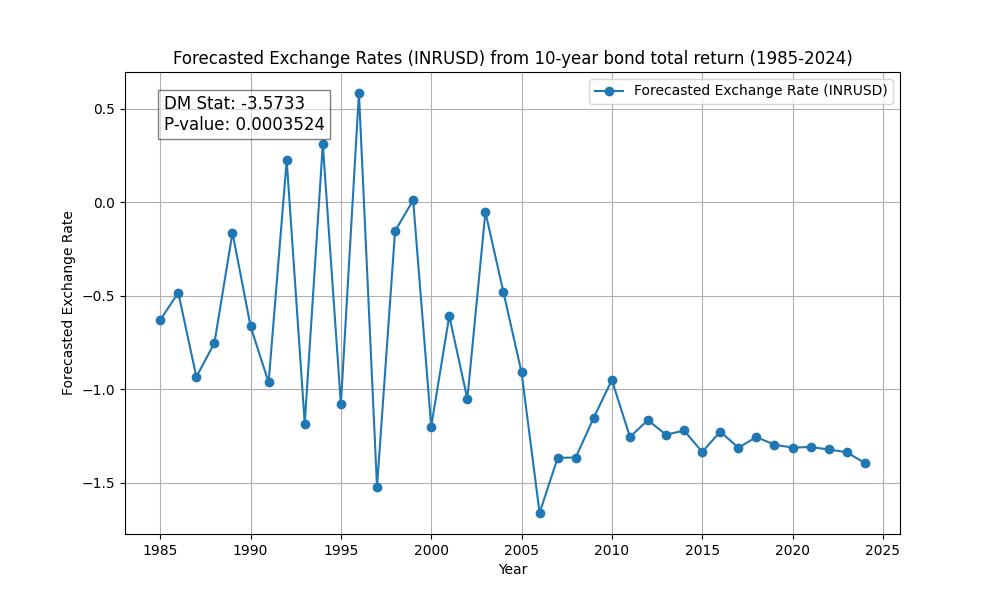 Forecasted Exchange Rates (INRUSD) from 10-year bond total return (1985-2024)
DM Stat: -3.5733
P-value: 0.0003524
Forecasted Exchange Rate (INRUSD)
Forecasted Exchange Rate
0.5
0.0
−0.5
−1.0
−1.5
1985 1990 1995 2000 2005 2010 2015 2020 2025
Year